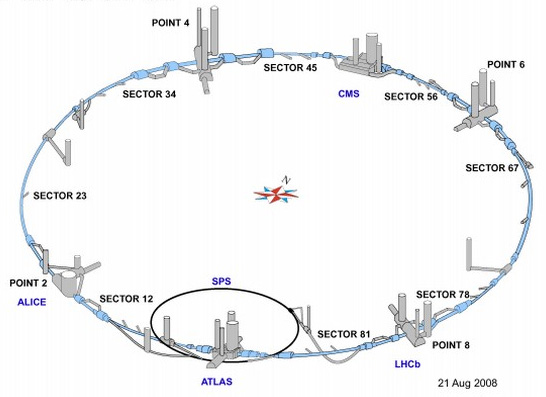 POINT 4
SECTOR 45
POINT 6
SECTOR 34
CMS
SECTOR 56
SECTOR 67
N
SECTOR 23
POINT 2
ALICE
SECTOR 12
SPS
SECTOR 78
SECTOR 81
POINT 8
LHCb
ATLAS
21 Aug 2008